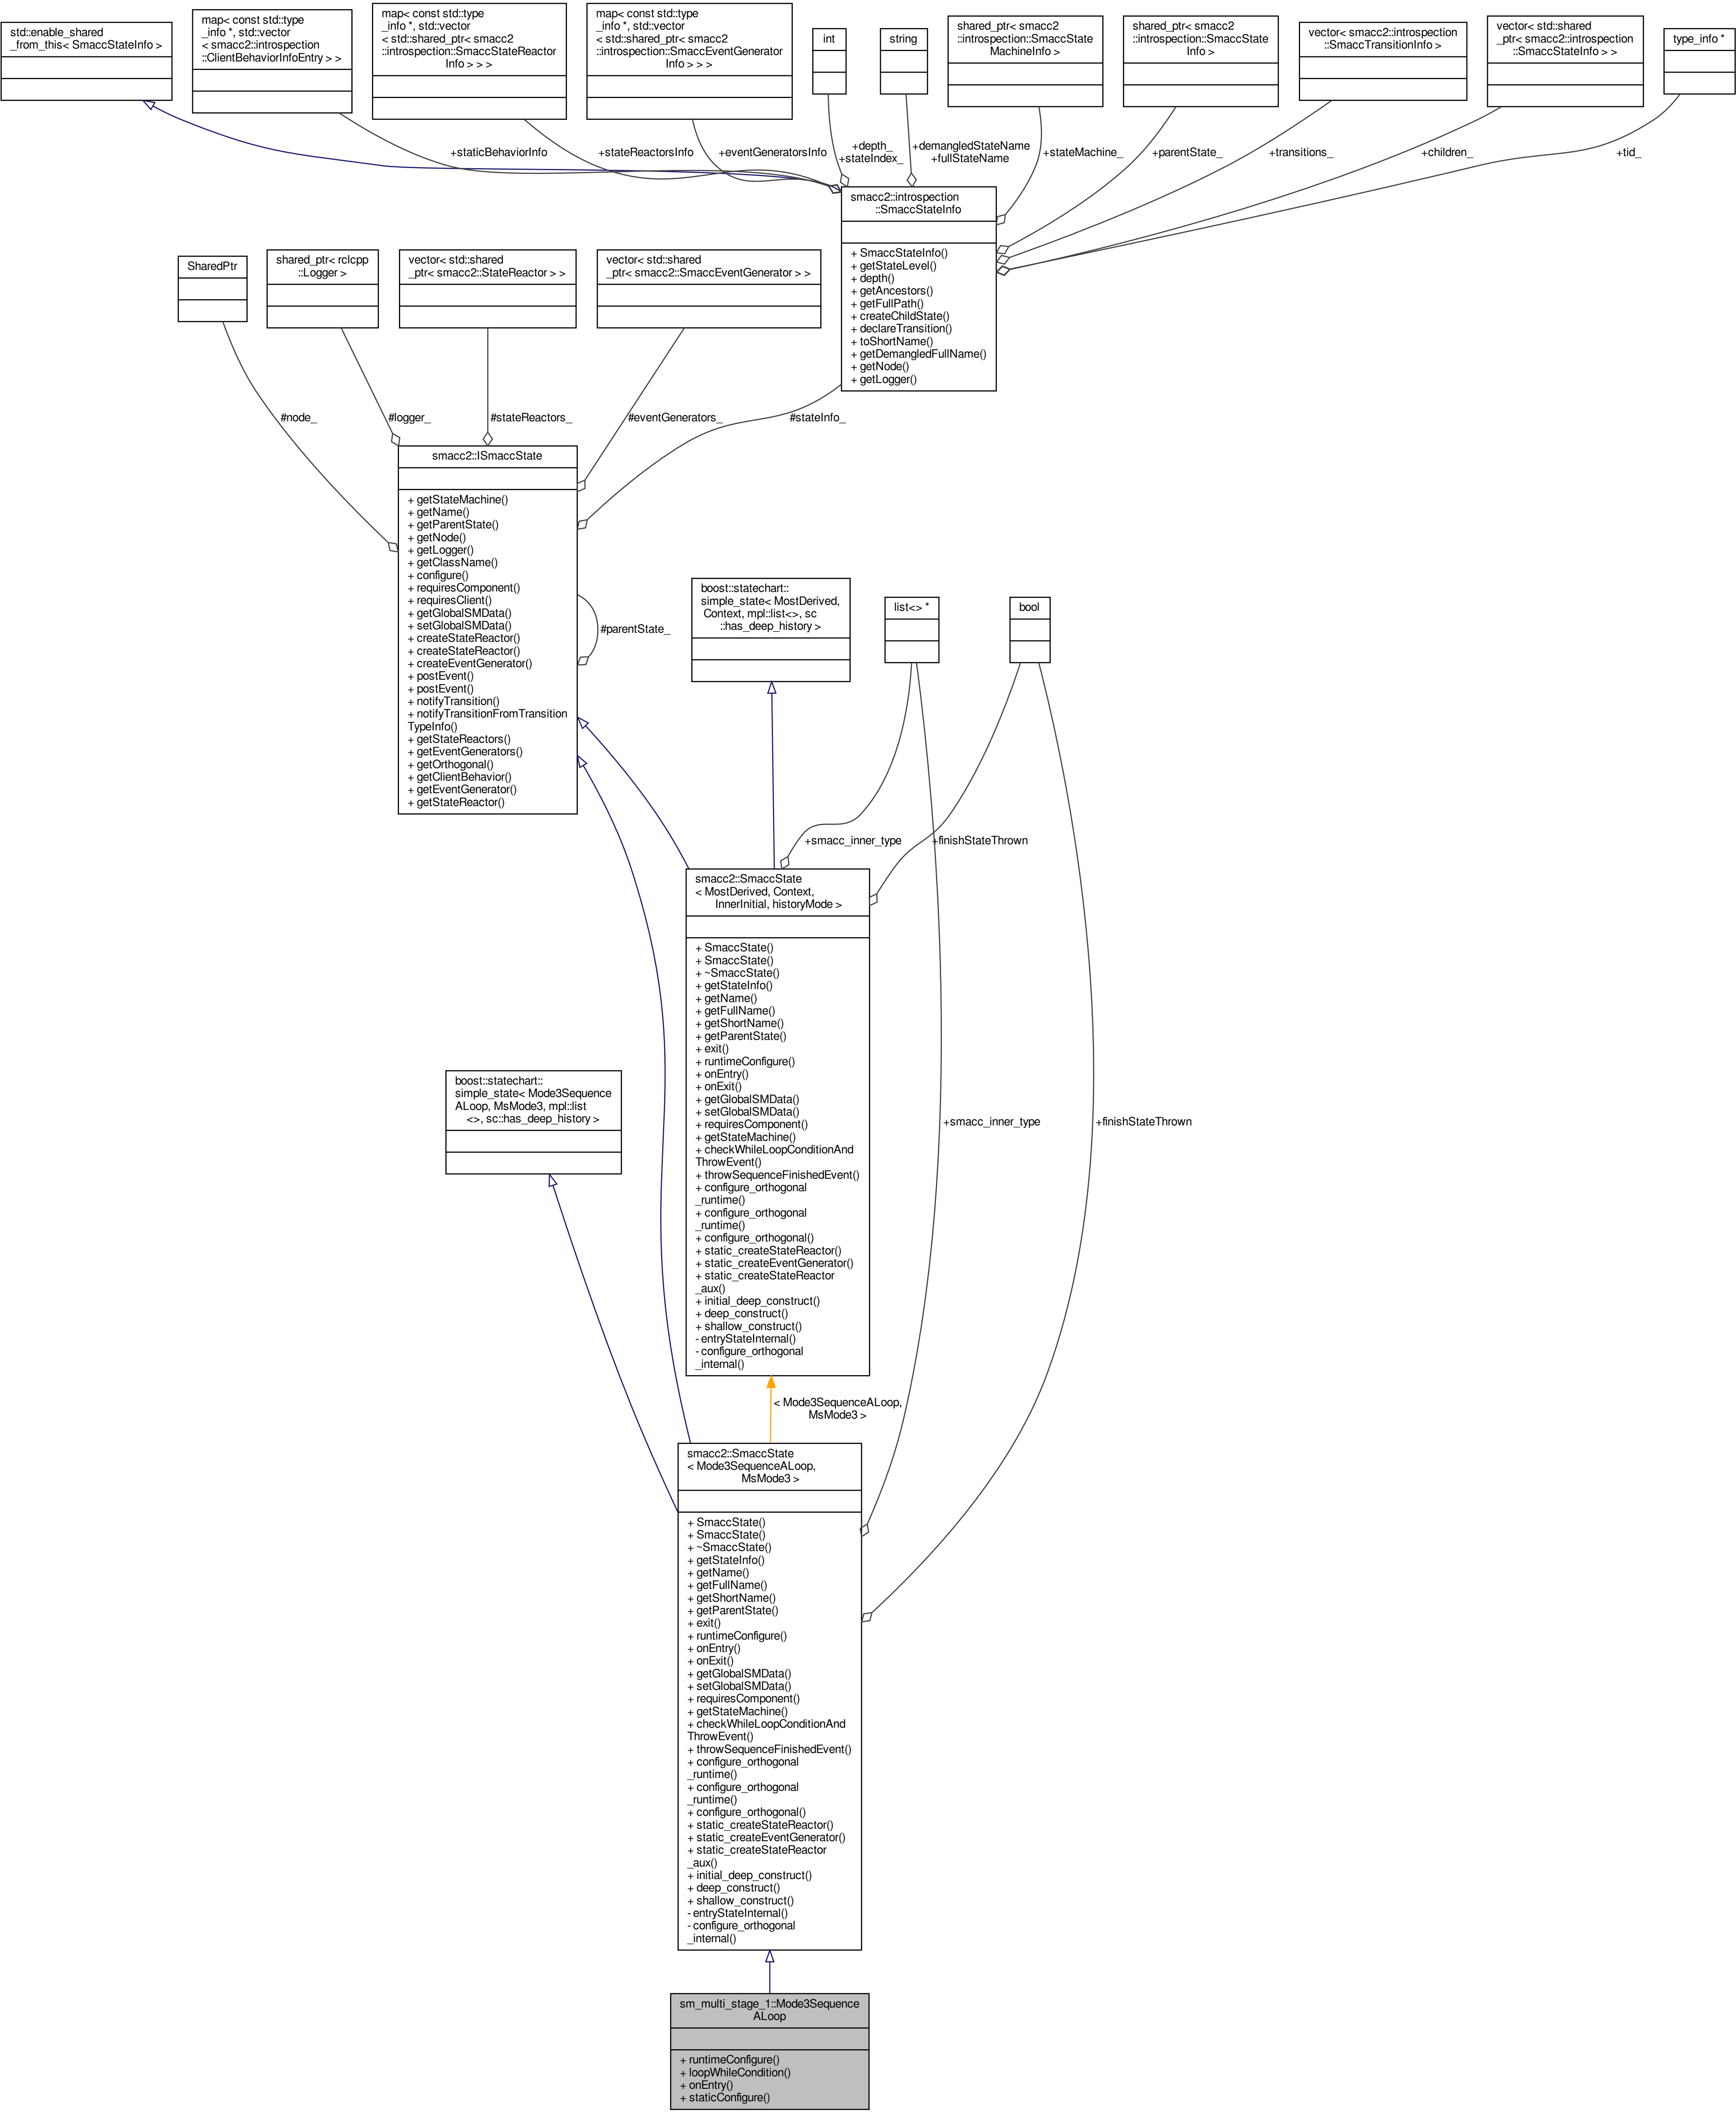 std::enable_shared
_from_this< SmaccStateInfo >
map< const std::type
_info *, std::vector
< smacc2::introspection
::ClientBehaviorInfoEntry > >
map< const std::type
_info *, std::vector
< std::shared_ptr< smacc2
::introspection::SmaccStateReactor
Info > > >
map< const std::type
_info *, std::vector
< std::shared_ptr< smacc2
::introspection::SmaccEventGenerator
Info > > >
int
string
shared_ptr< smacc2
::introspection::SmaccState
MachineInfo >
shared_ptr< smacc2
::introspection::SmaccState
Info >
vector< smacc2::introspection
::SmaccTransitionInfo >
vector< std::shared
_ptr< smacc2::introspection
::SmaccStateInfo > >
type_info *
+staticBehaviorInfo
+stateReactorsInfo
+eventGeneratorsInfo
+depth_
+stateIndex_
+demangledStateName
+fullStateName
+stateMachine_
+parentState_
+transitions_
+children_
+tid_
smacc2::introspection
::SmaccStateInfo
+ SmaccStateInfo()
+ getStateLevel()
+ depth()
+ getAncestors()
+ getFullPath()
+ createChildState()
+ declareTransition()
+ toShortName()
+ getDemangledFullName()
+ getNode()
+ getLogger()
SharedPtr
shared_ptr< rclcpp
::Logger >
vector< std::shared
_ptr< smacc2::StateReactor > >
vector< std::shared
_ptr< smacc2::SmaccEventGenerator > >
#node_
#logger_
#stateReactors_
#eventGenerators_
#stateInfo_
smacc2::ISmaccState
+ getStateMachine()
+ getName()
+ getParentState()
+ getNode()
+ getLogger()
+ getClassName()
+ configure()
+ requiresComponent()
+ requiresClient()
+ getGlobalSMData()
+ setGlobalSMData()
+ createStateReactor()
+ createStateReactor()
+ createEventGenerator()
+ postEvent()
+ postEvent()
+ notifyTransition()
+ notifyTransitionFromTransition
TypeInfo()
+ getStateReactors()
+ getEventGenerators()
+ getOrthogonal()
+ getClientBehavior()
+ getEventGenerator()
+ getStateReactor()
#parentState_
boost::statechart::
simple_state< MostDerived,
Context, mpl::list<>, sc
::has_deep_history >
list<> *
bool
+smacc_inner_type
+finishStateThrown
smacc2::SmaccState
< MostDerived, Context,
InnerInitial, historyMode >
+ SmaccState()
+ SmaccState()
+ ~SmaccState()
+ getStateInfo()
+ getName()
+ getFullName()
+ getShortName()
+ getParentState()
+ exit()
+ runtimeConfigure()
+ onEntry()
+ onExit()
+ getGlobalSMData()
+ setGlobalSMData()
+ requiresComponent()
+ getStateMachine()
+ checkWhileLoopConditionAnd
ThrowEvent()
+ throwSequenceFinishedEvent()
+ configure_orthogonal
_runtime()
+ configure_orthogonal
_runtime()
+ configure_orthogonal()
+ static_createStateReactor()
+ static_createEventGenerator()
+ static_createStateReactor
_aux()
+ initial_deep_construct()
+ deep_construct()
+ shallow_construct()
- entryStateInternal()
- configure_orthogonal
_internal()
boost::statechart::
simple_state< Mode3Sequence
ALoop, MsMode3, mpl::list
<>, sc::has_deep_history >
+smacc_inner_type
+finishStateThrown
< Mode3SequenceALoop,
MsMode3 >
smacc2::SmaccState
< Mode3SequenceALoop,
MsMode3 >
+ SmaccState()
+ SmaccState()
+ ~SmaccState()
+ getStateInfo()
+ getName()
+ getFullName()
+ getShortName()
+ getParentState()
+ exit()
+ runtimeConfigure()
+ onEntry()
+ onExit()
+ getGlobalSMData()
+ setGlobalSMData()
+ requiresComponent()
+ getStateMachine()
+ checkWhileLoopConditionAnd
ThrowEvent()
+ throwSequenceFinishedEvent()
+ configure_orthogonal
_runtime()
+ configure_orthogonal
_runtime()
+ configure_orthogonal()
+ static_createStateReactor()
+ static_createEventGenerator()
+ static_createStateReactor
_aux()
+ initial_deep_construct()
+ deep_construct()
+ shallow_construct()
- entryStateInternal()
- configure_orthogonal
_internal()
sm_multi_stage_1::Mode3Sequence
ALoop
+ runtimeConfigure()
+ loopWhileCondition()
+ onEntry()
+ staticConfigure()